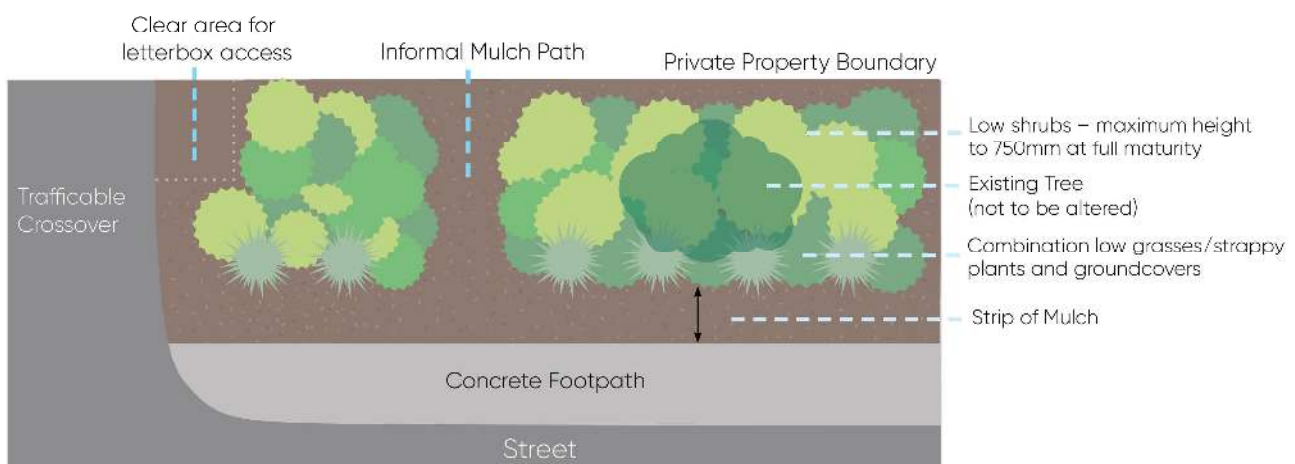 Clear area for
letterbox access
Informal Mulch Path
Private Property Boundary
Low shrubs – maximum height
to 750mm at full maturity
Trafficable
Crossover
Existing Tree
(not to be altered)
Combination low grasses/strappy
plants and groundcovers
Strip of Mulch
Concrete Footpath
Street